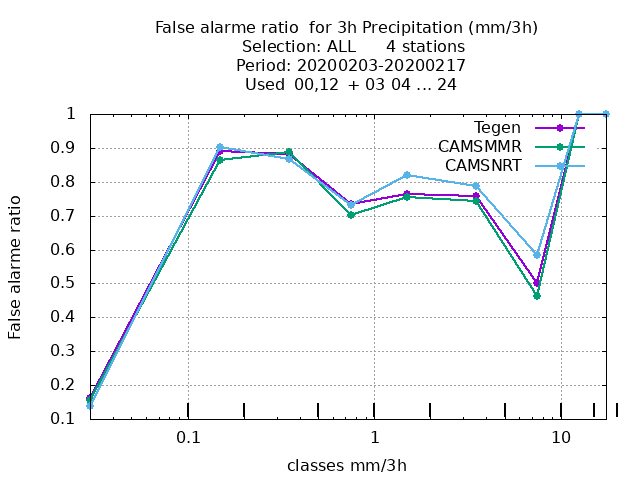 False alarme ratio  for 3h Precipitation (mm/3h)
Selection: ALL      4 stations
Period: 20200203-20200217
Used  00,12  + 03 04 ... 24
Tegen
CAMSMMR
CAMSNRT
1
0.9
0.8
0.7
0.6
0.5
0.4
0.3
0.2
0.1
False alarme ratio
0.1 1 10
classes mm/3h